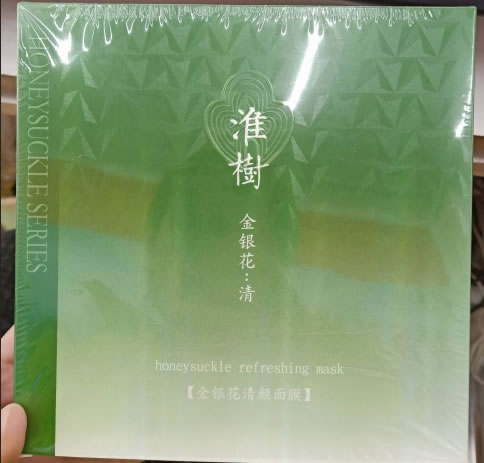 HONEYSUCKLE SERIES
淮樹
金银花:清
honeysuckle refreshing mask
【金银花清颜面膜】